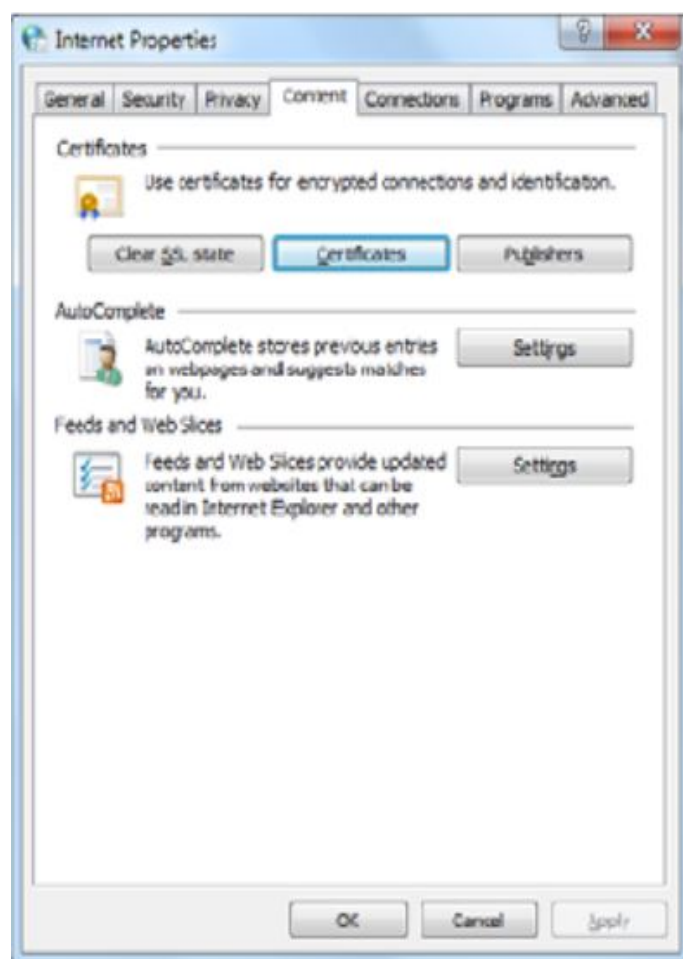 Internet Properties
General Security Privacy Content Connections Programs Advanced
Certificates
Use certificates for encrypted connections and identification.
Clear SSL state Certificates Publishers
AutoComplete
AutoComplete stores previous entries
on webpages and suggests matches
for you.
Settings
Feeds and Web Slices
Feeds and Web Slices provide updated
content from websites that can be
read in Internet Explorer and other
programs.
Settings
OK Cancel Apply